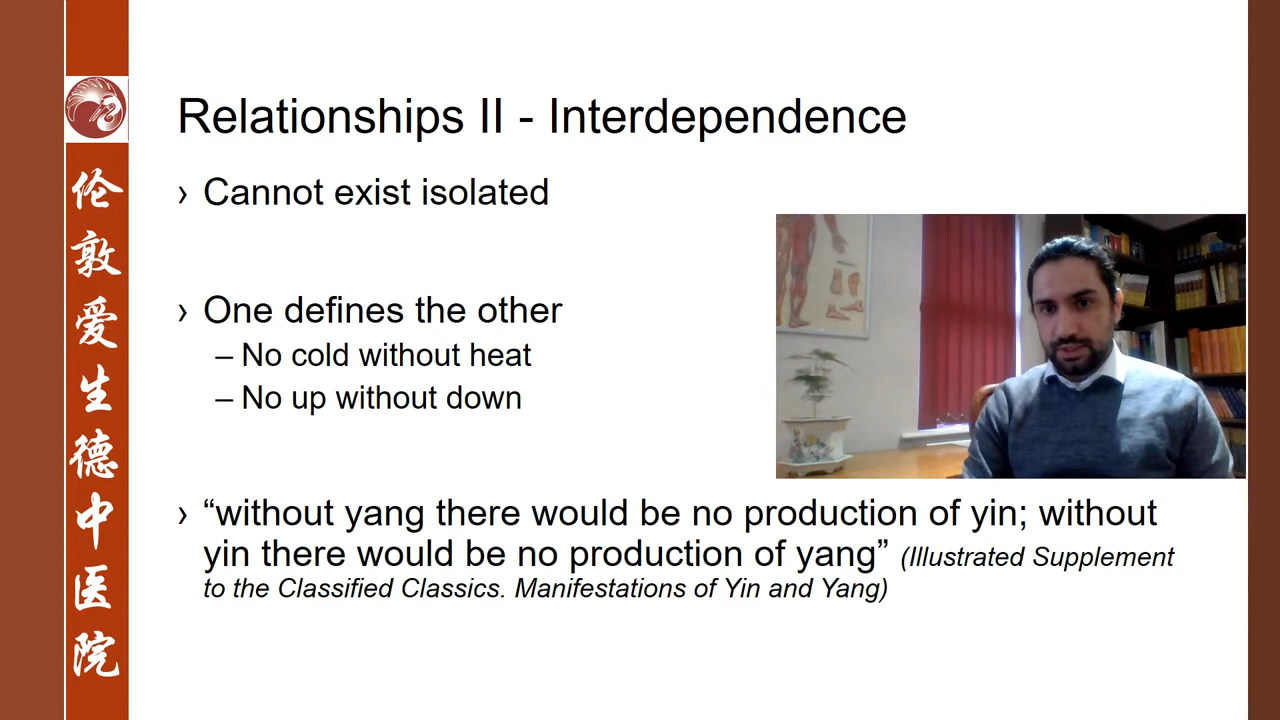 Relationships II - Interdependence
› Cannot exist isolated
› One defines the other
– No cold without heat
– No up without down
› “without yang there would be no production of yin; without
yin there would be no production of yang” (Illustrated Supplement
to the Classified Classics. Manifestations of Yin and Yang)
伦敦爱生德中医院